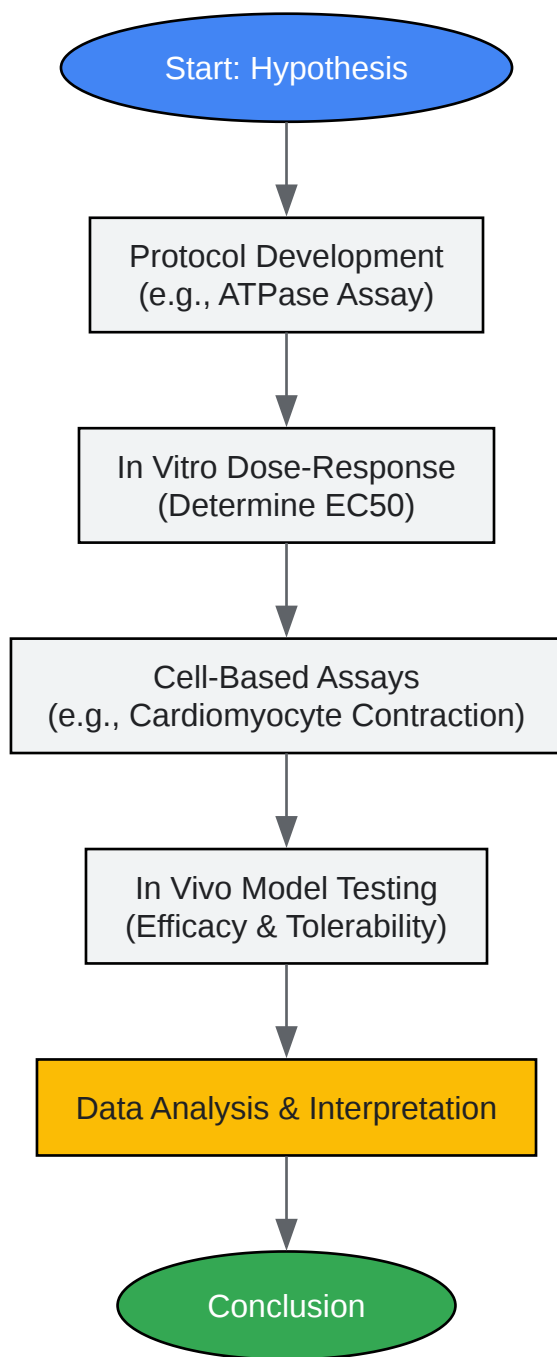 Start: Hypothesis
Protocol Development
(e.g., ATPase Assay)
In Vitro Dose-Response
(Determine EC50)
Cell-Based Assays
(e.g., Cardiomyocyte Contraction)
In Vivo Model Testing
(Efficacy & Tolerability)
Data Analysis & Interpretation
Conclusion